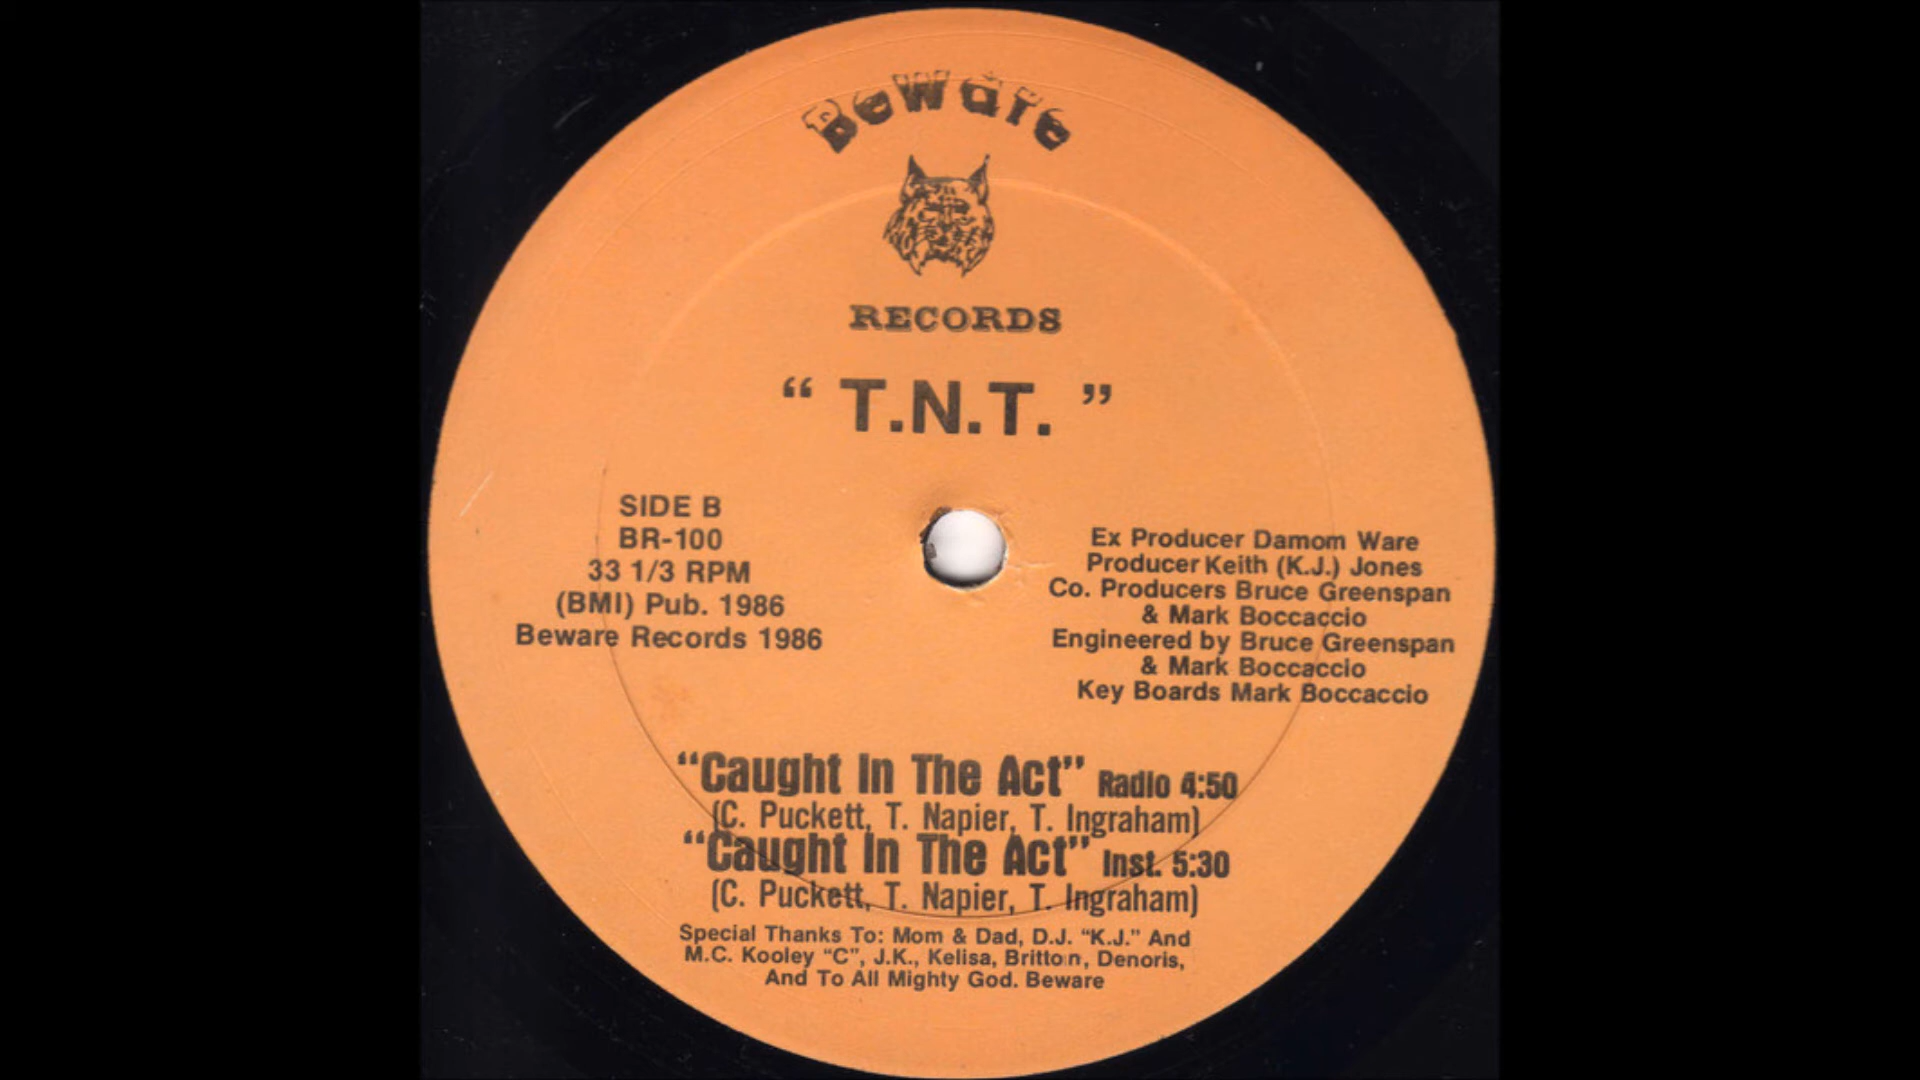 Beware
RECORDS
“ T.N.T. ”
SIDE B
BR-100
33 1/3 RPM
(BMI) Pub. 1986
Beware Records 1986
Ex Producer Damom Ware
Producer Keith (K.J.) Jones
Co. Producers Bruce Greenspan
& Mark Boccaccio
Engineered by Bruce Greenspan
& Mark Boccaccio
Key Boards Mark Boccaccio
“Caught In The Act” Radio 4:50
(C. Puckett, T. Napier, T. Ingraham)
“Caught In The Act” Inst. 5:30
(C. Puckett, T. Napier, T. Ingraham)
Special Thanks To: Mom & Dad, D.J. “K.J.” And
M.C. Kooley “C”, J.K., Kelisa, Britton, Denoris,
And To All Mighty God. Beware